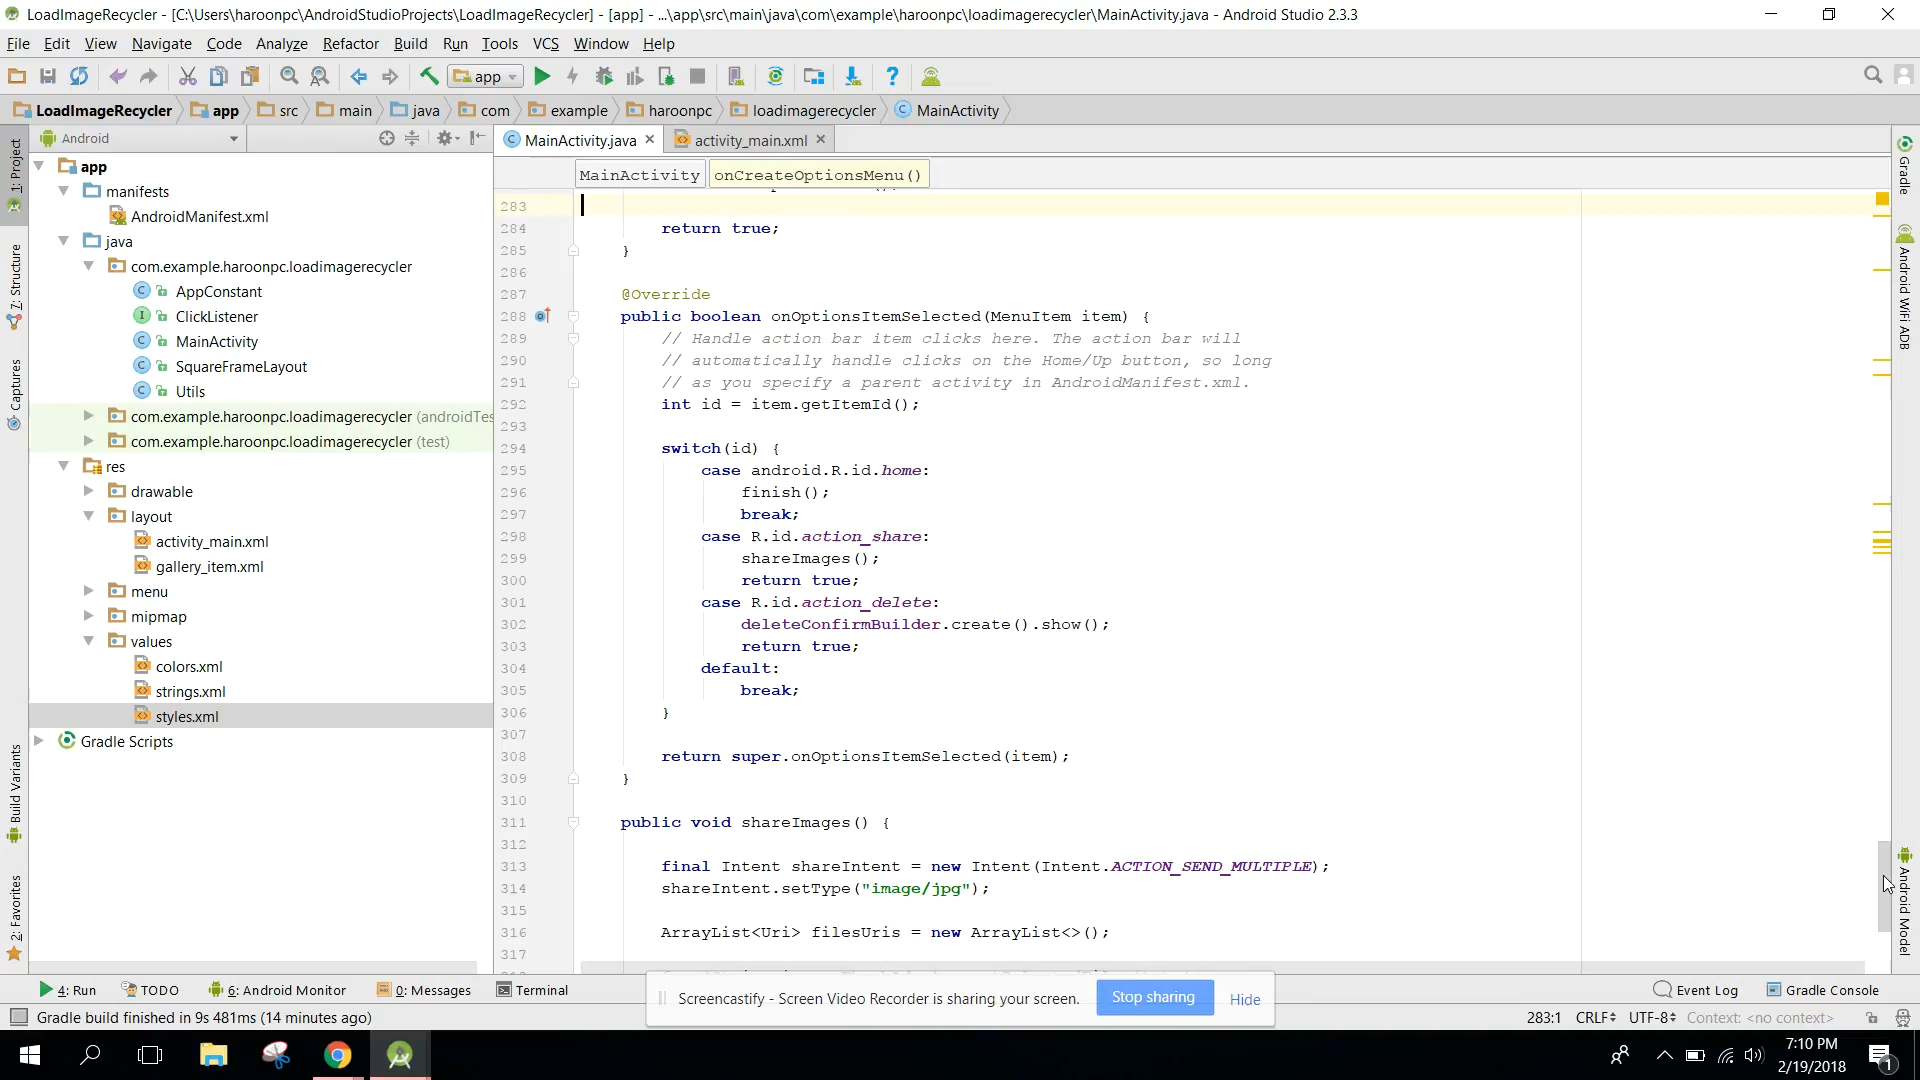 LoadImageRecycler - [C:\Users\haroonpc\AndroidStudioProjects\LoadImageRecycler] - [app] - ...\app\src\main\java\com\example\haroonpc\loadimagerecycler\MainActivity.java - Android Studio 2.3.3
File Edit View Navigate Code Analyze Refactor Build Run Tools VCS Window Help
app
LoadImageRecycler app src main java com example haroonpc loadimagerecycler MainActivity
Android
MainActivity.java activity_main.xml
MainActivity onCreateOptionsMenu()
1: Project
7: Structure
Captures
Build Variants
2: Favorites
app
manifests
AndroidManifest.xml
java
com.example.haroonpc.loadimagerecycler
AppConstant
ClickListener
MainActivity
SquareFrameLayout
Utils
com.example.haroonpc.loadimagerecycler (androidTes
com.example.haroonpc.loadimagerecycler (test)
res
drawable
layout
activity_main.xml
gallery_item.xml
menu
mipmap
values
colors.xml
strings.xml
styles.xml
Gradle Scripts
283
284 return true;
285 }
286
287 @Override
288 public boolean onOptionsItemSelected(MenuItem item) {
289 // Handle action bar item clicks here. The action bar will
290 // automatically handle clicks on the Home/Up button, so long
291 // as you specify a parent activity in AndroidManifest.xml.
292 int id = item.getItemId();
293
294 switch(id) {
295 case android.R.id.home:
296 finish();
297 break;
298 case R.id.action_share:
299 shareImages();
300 return true;
301 case R.id.action_delete:
302 deleteConfirmBuilder.create().show();
303 return true;
304 default:
305 break;
306 }
307
308 return super.onOptionsItemSelected(item);
309 }
310
311 public void shareImages() {
312
313 final Intent shareIntent = new Intent(Intent.ACTION_SEND_MULTIPLE);
314 shareIntent.setType("image/jpg");
315
316 ArrayList<Uri> filesUris = new ArrayList<>();
317
Gradle
Android WiFi ADB
Android Model
4: Run TODO 6: Android Monitor 0: Messages Terminal
Event Log Gradle Console
Screencastify - Screen Video Recorder is sharing your screen. Stop sharing Hide
Gradle build finished in 9s 481ms (14 minutes ago)
283:1 CRLF UTF-8 Context: <no context>
7:10 PM
2/19/2018
1